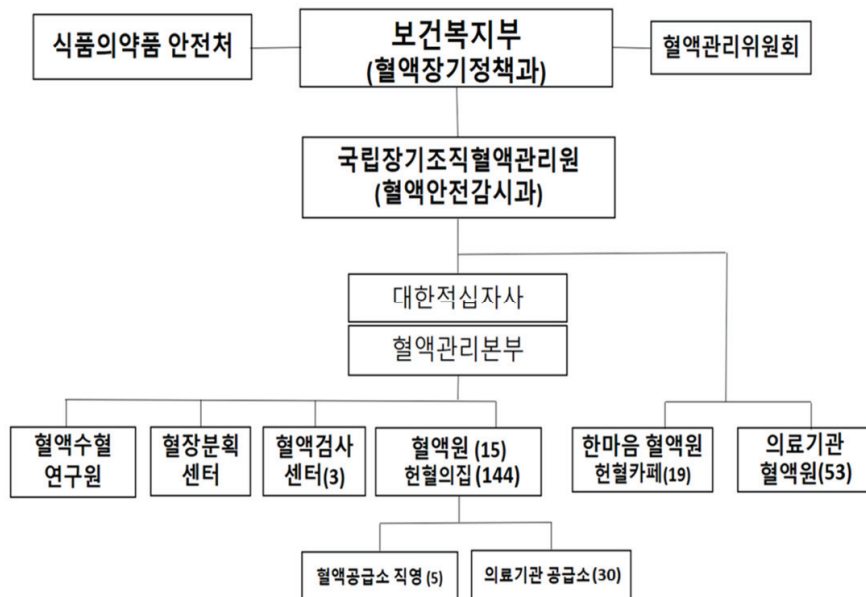 식품의약품 안전처
보건복지부
(혈액장기정책과)
혈액관리위원회
국립장기조직혈액관리원
(혈액안전감시과)
대한적십자사
혈액관리본부
혈액수혈
연구원
혈장분획
센터
혈액검사
센터(3)
혈액원 (15)
헌혈의집(144)
한마음 혈액원
헌혈카페(19)
의료기관
혈액원(53)
혈액공급소 직영 (5)
의료기관 공급소(30)